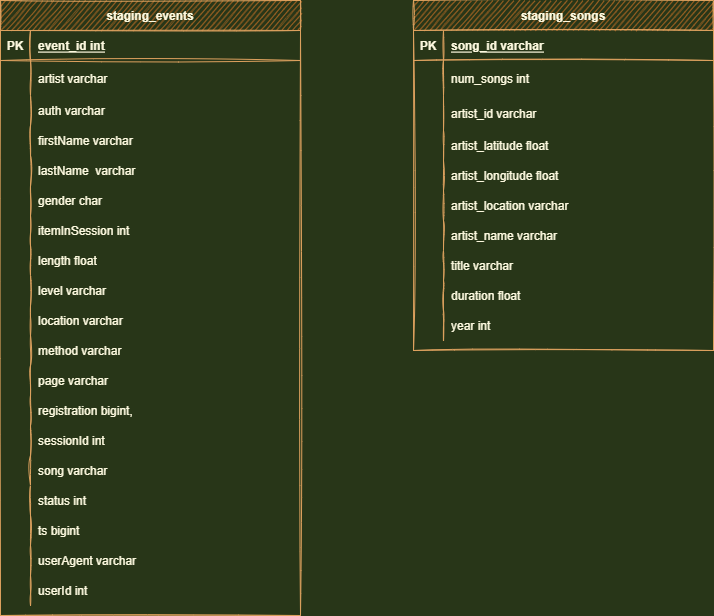 staging_events
PK event_id int
artist varchar
auth varchar
firstName varchar
lastName  varchar
gender char
itemInSession int
length float
level varchar
location varchar
method varchar
page varchar
registration bigint,
sessionId int
song varchar
status int
ts bigint
userAgent varchar
userId int
staging_songs
PK song_id varchar
num_songs int
artist_id varchar
artist_latitude float
artist_longitude float
artist_location varchar
artist_name varchar
title varchar
duration float
year int